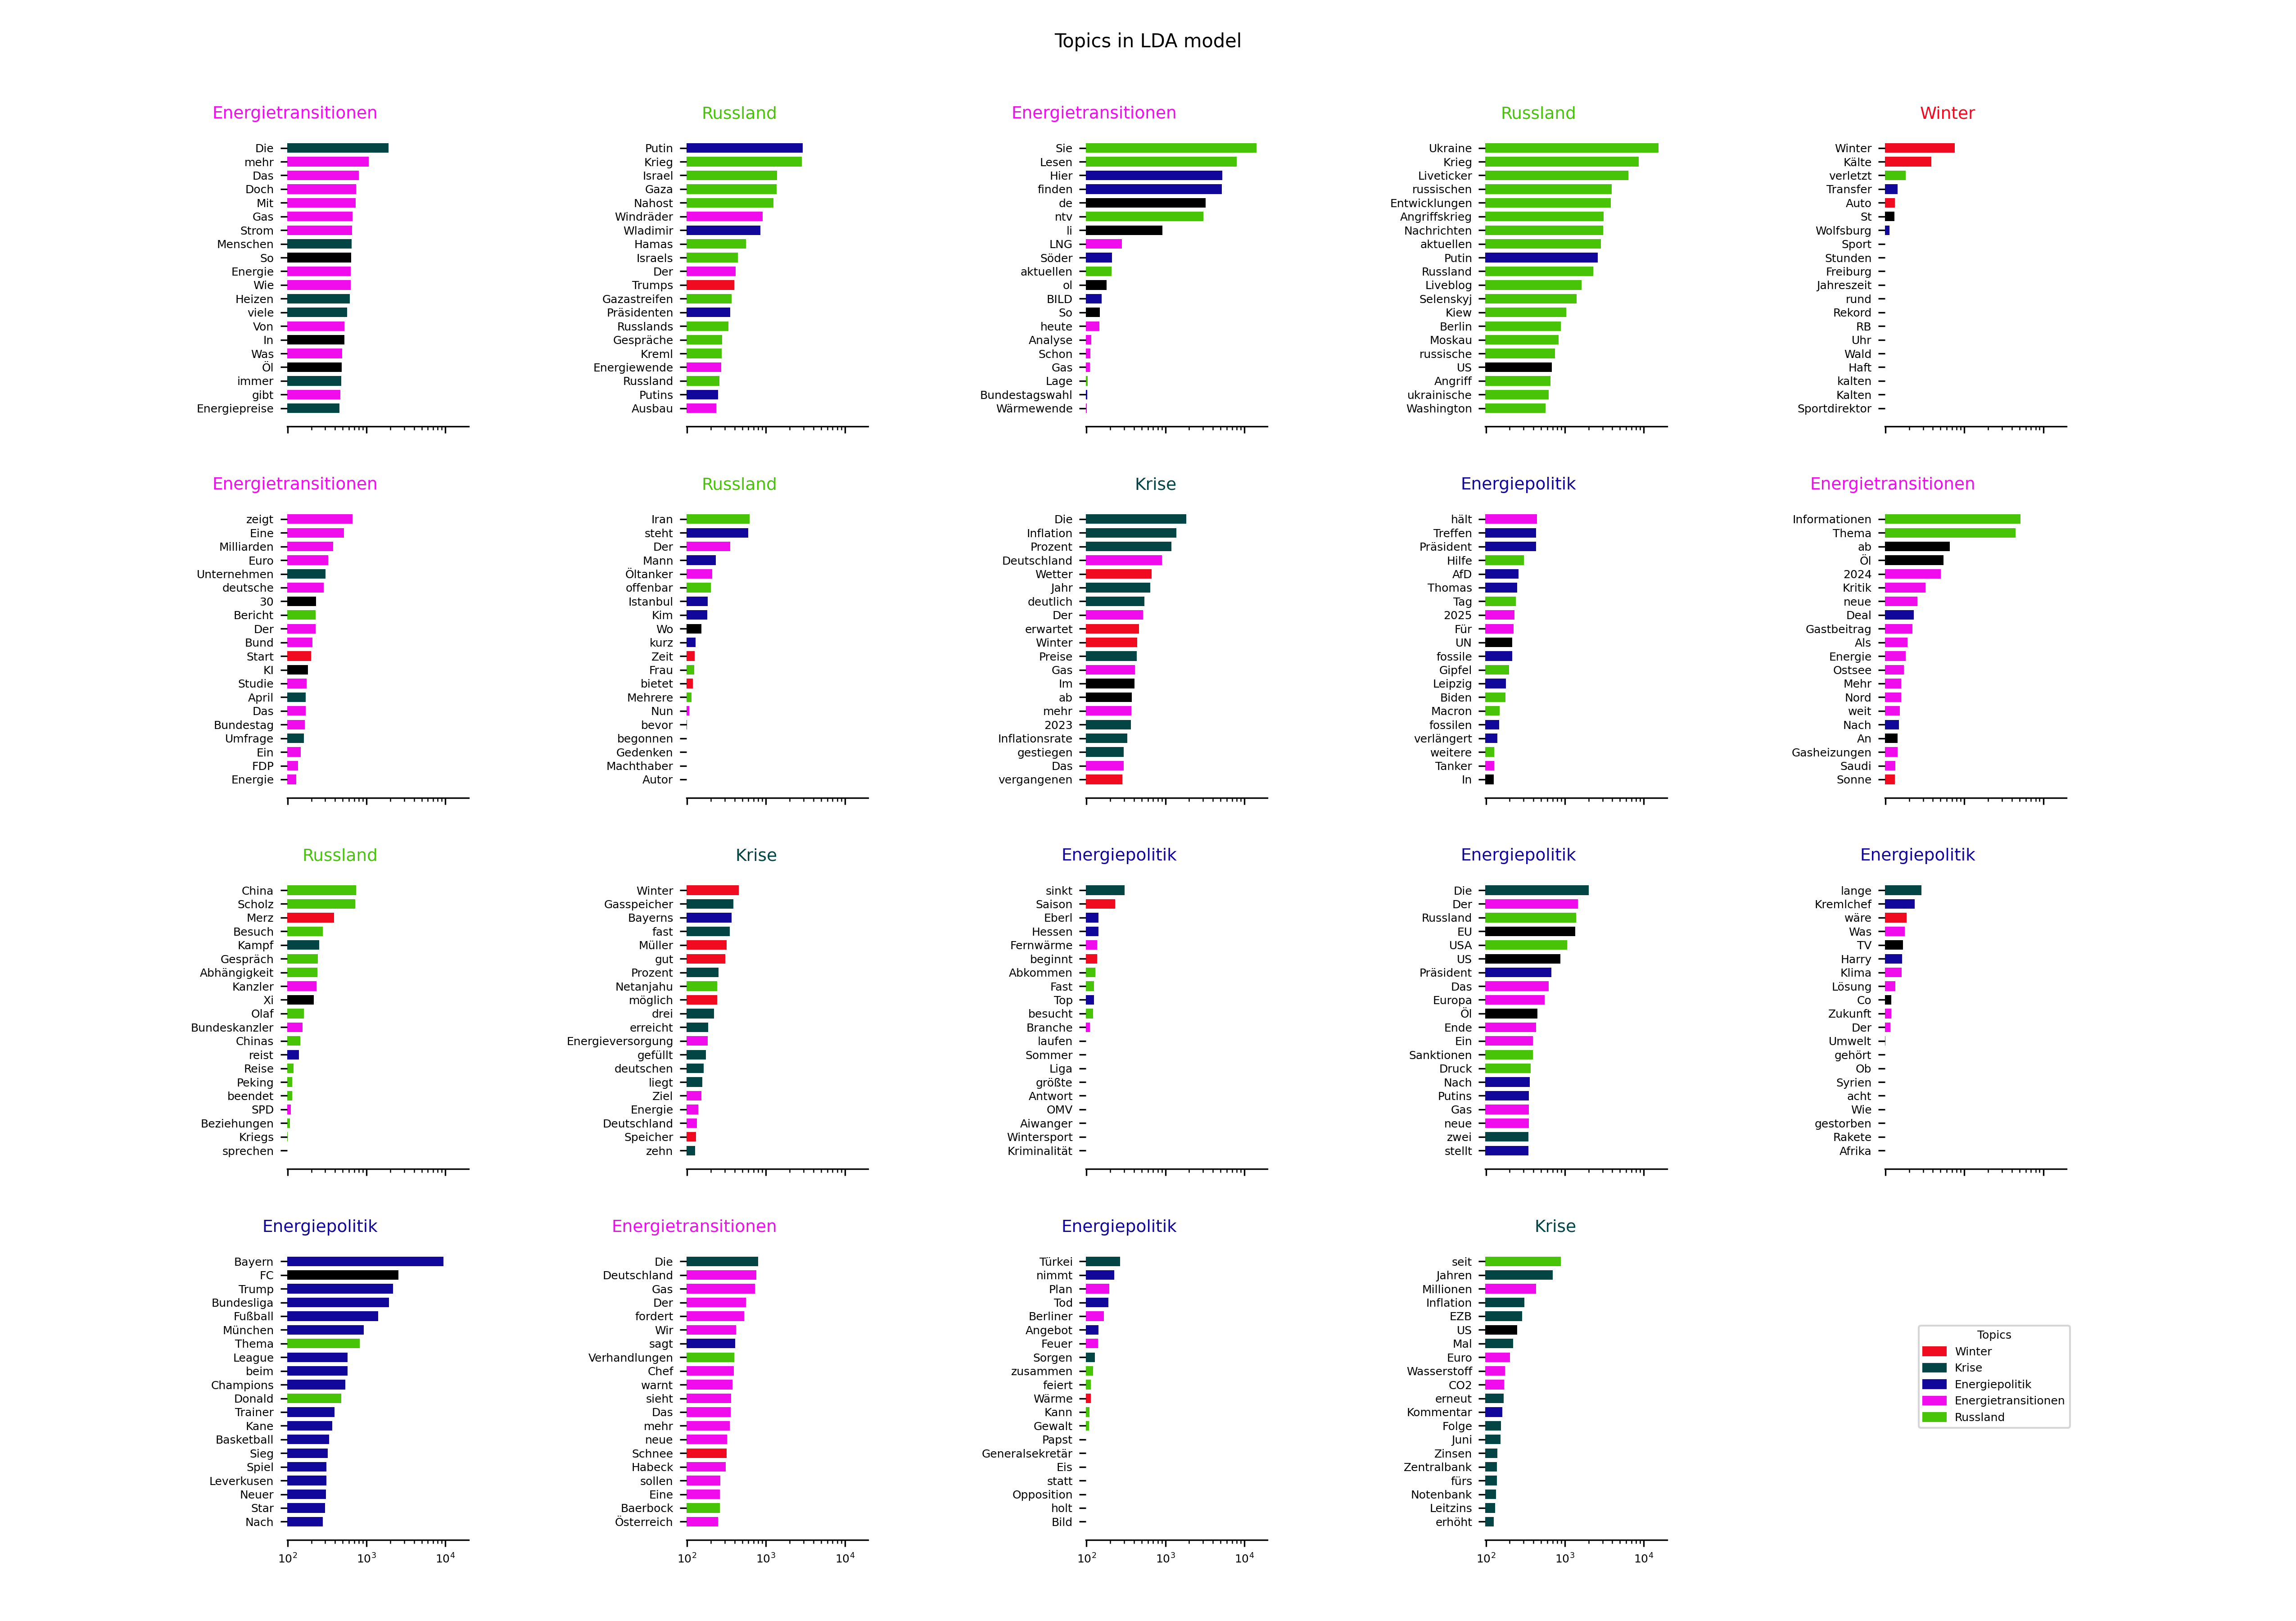 Topics in LDA model
Energietransitionen
Die
mehr
Das
Doch
Mit
Gas
Strom
Menschen
So
Energie
Wie
Heizen
viele
Von
In
Was
Öl
immer
gibt
Energiepreise
Russland
Putin
Krieg
Israel
Gaza
Nahost
Windräder
Wladimir
Hamas
Israels
Der
Trumps
Gazastreifen
Präsidenten
Russlands
Gespräche
Kreml
Energiewende
Russland
Putins
Ausbau
Energietransitionen
Sie
Lesen
Hier
finden
de
ntv
li
LNG
Söder
aktuellen
ol
BILD
So
heute
Analyse
Schon
Gas
Lage
Bundestagswahl
Wärmewende
Russland
Ukraine
Krieg
Liveticker
russischen
Entwicklungen
Angriffskrieg
Nachrichten
aktuellen
Putin
Russland
Liveblog
Selenskyj
Kiew
Berlin
Moskau
russische
US
Angriff
ukrainische
Washington
Winter
Winter
Kälte
verletzt
Transfer
Auto
St
Wolfsburg
Sport
Stunden
Freiburg
Jahreszeit
rund
Rekord
RB
Uhr
Wald
Haft
kalten
Kalten
Sportdirektor
Energietransitionen
zeigt
Eine
Milliarden
Euro
Unternehmen
deutsche
30
Bericht
Der
Bund
Start
KI
Studie
April
Das
Bundestag
Umfrage
Ein
FDP
Energie
Russland
Iran
steht
Der
Mann
Öltanker
offenbar
Istanbul
Kim
Wo
kurz
Zeit
Frau
bietet
Mehrere
Nun
bevor
begonnen
Gedenken
Machthaber
Autor
Krise
Die
Inflation
Prozent
Deutschland
Wetter
Jahr
deutlich
Der
erwartet
Winter
Preise
Gas
Im
ab
mehr
2023
Inflationsrate
gestiegen
Das
vergangenen
Energiepolitik
hält
Treffen
Präsident
Hilfe
AfD
Thomas
Tag
2025
Für
UN
fossile
Gipfel
Leipzig
Biden
Macron
fossilen
verlängert
weitere
Tanker
In
Energietransitionen
Informationen
Thema
ab
Öl
2024
Kritik
neue
Deal
Gastbeitrag
Als
Energie
Ostsee
Mehr
Nord
weit
Nach
An
Gasheizungen
Saudi
Sonne
Russland
China
Scholz
Merz
Besuch
Kampf
Gespräch
Abhängigkeit
Kanzler
Xi
Olaf
Bundeskanzler
Chinas
reist
Reise
Peking
beendet
SPD
Beziehungen
Kriegs
sprechen
Krise
Winter
Gasspeicher
Bayerns
fast
Müller
gut
Prozent
Netanjahu
möglich
drei
erreicht
Energieversorgung
gefüllt
deutschen
liegt
Ziel
Energie
Deutschland
Speicher
zehn
Energiepolitik
sinkt
Saison
Eberl
Hessen
Fernwärme
beginnt
Abkommen
Fast
Top
besucht
Branche
laufen
Sommer
Liga
größte
Antwort
OMV
Aiwanger
Wintersport
Kriminalität
Energiepolitik
Die
Der
Russland
EU
USA
US
Präsident
Das
Europa
Öl
Ende
Ein
Sanktionen
Druck
Nach
Putins
Gas
neue
zwei
stellt
Energiepolitik
lange
Kremlchef
wäre
Was
TV
Harry
Klima
Lösung
Co
Zukunft
Der
Umwelt
gehört
Ob
Syrien
acht
Wie
gestorben
Rakete
Afrika
Energiepolitik
Bayern
FC
Trump
Bundesliga
Fußball
München
Thema
League
beim
Champions
Donald
Trainer
Kane
Basketball
Sieg
Spiel
Leverkusen
Neuer
Star
Nach
10² 10³ 10⁴
Energietransitionen
Die
Deutschland
Gas
Der
fordert
Wir
sagt
Verhandlungen
Chef
warnt
sieht
Das
mehr
neue
Schnee
Habeck
sollen
Eine
Baerbock
Österreich
10² 10³ 10⁴
Energiepolitik
Türkei
nimmt
Plan
Tod
Berliner
Angebot
Feuer
Sorgen
zusammen
feiert
Wärme
Kann
Gewalt
Papst
Generalsekretär
Eis
statt
Opposition
holt
Bild
10² 10³ 10⁴
Krise
seit
Jahren
Millionen
Inflation
EZB
US
Mal
Euro
Wasserstoff
CO2
erneut
Kommentar
Folge
Juni
Zinsen
Zentralbank
fürs
Notenbank
Leitzins
erhöht
10² 10³ 10⁴
Topics
Winter
Krise
Energiepolitik
Energietransitionen
Russland